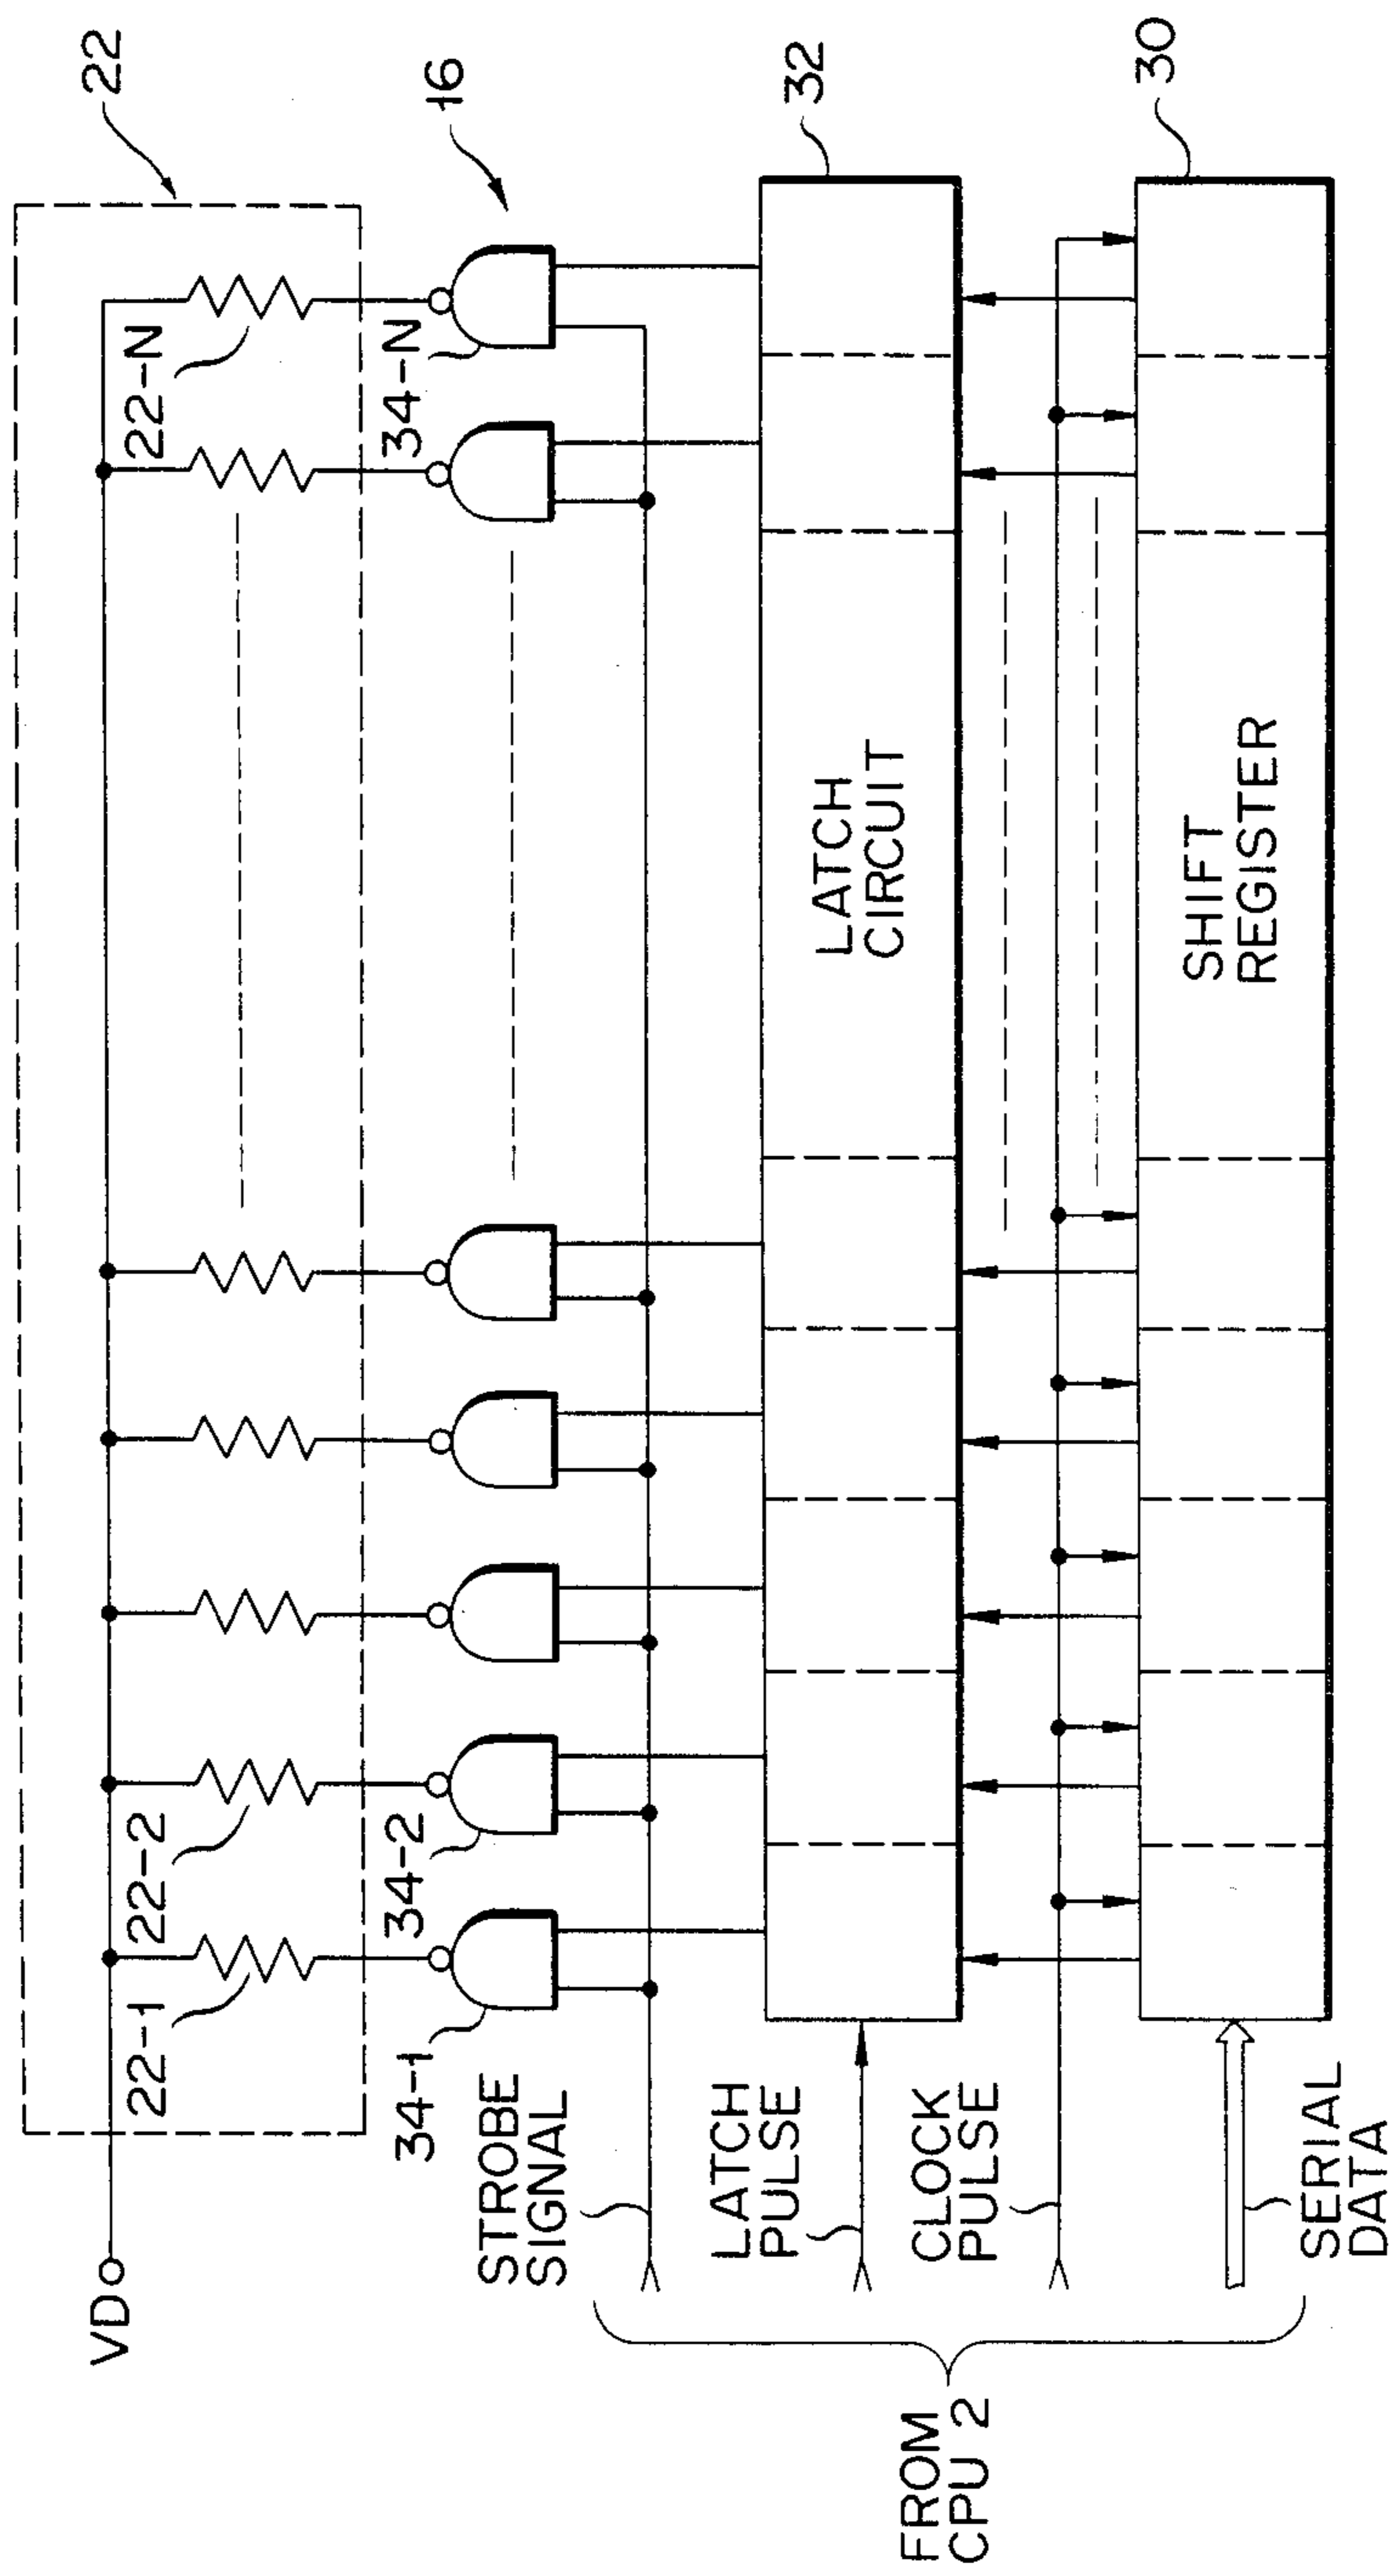 22
VD
22-1
22-2
22-N
16
34-1
34-2
34-N
STROBE
SIGNAL
32
LATCH
PULSE
LATCH
CIRCUIT
CLOCK
PULSE
30
SHIFT
REGISTER
SERIAL
DATA
FROM
CPU 2